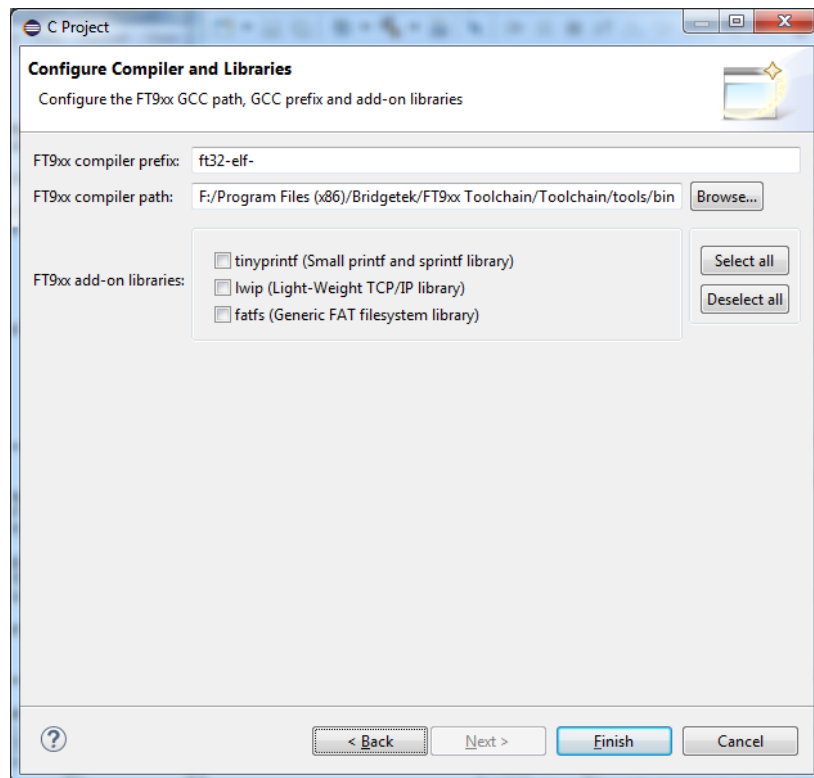 C Project
Configure Compiler and Libraries
Configure the FT9xx GCC path, GCC prefix and add-on libraries
FT9xx compiler prefix: ft32-elf-
FT9xx compiler path: F:/Program Files (x86)/Bridgetek/FT9xx Toolchain/Toolchain/tools/bin Browse...
FT9xx add-on libraries:
tinyprintf (Small printf and sprintf library)
lwip (Light-Weight TCP/IP library)
fatfs (Generic FAT filesystem library)
Select all
Deselect all
? < Back Next > Finish Cancel